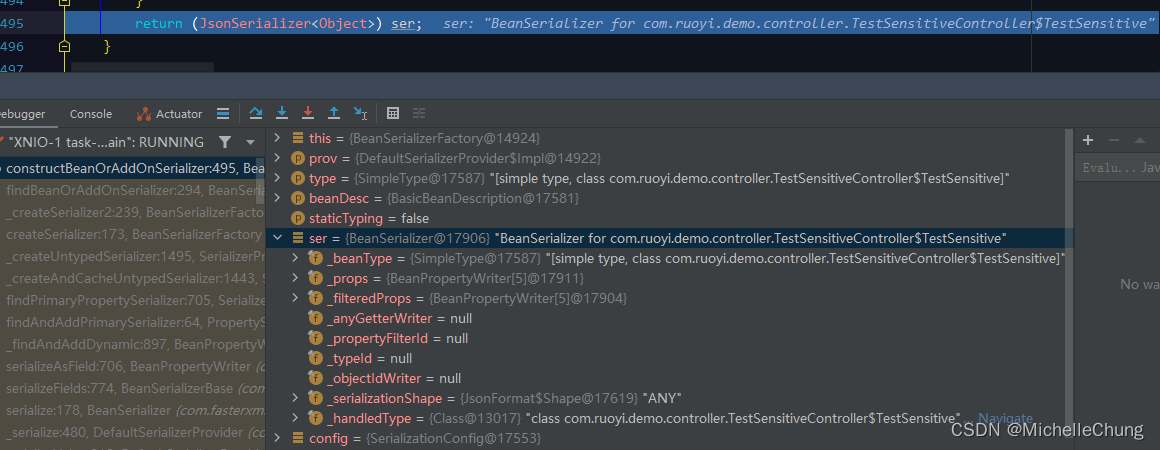 494
}
495 return (JsonSerializer<Object>) ser; ser: "BeanSerializer for com.ruoyi.demo.controller.TestSensitiveController$TestSensitive"
496 }
497
Debugger Console Actuator
"XNIO-1 task-...ain": RUNNING
constructBeanOrAddOnSerializer:495, Bea
findBeanOrAddOnSerializer:294, BeanSeria
_createSerializer2:239, BeanSerializerFacto
createSerializer:173, BeanSerializerFactory
_createUntypedSerializer:1495, SerializerP
_createAndCacheUntypedSerializer:1443, S
findPrimaryPropertySerializer:705, Serializ
findAndAddPrimarySerializer:64, PropertyS
_findAndAddDynamic:897, BeanPropertyW
serializeAsField:706, BeanPropertyWriter (c
serializeFields:774, BeanSerializerBase (con
serialize:178, BeanSerializer (com.fasterxm
_serialize:480, DefaultSerializerProvider (c
this = {BeanSerializerFactory@14924}
prov = {DefaultSerializerProvider$Impl@14922}
type = {SimpleType@17587} "[simple type, class com.ruoyi.demo.controller.TestSensitiveController$TestSensitive]"
beanDesc = {BasicBeanDescription@17581}
staticTyping = false
ser = {BeanSerializer@17906} "BeanSerializer for com.ruoyi.demo.controller.TestSensitiveController$TestSensitive"
_beanType = {SimpleType@17587} "[simple type, class com.ruoyi.demo.controller.TestSensitiveController$TestSensitive]"
_props = {BeanPropertyWriter[5]@17911}
_filteredProps = {BeanPropertyWriter[5]@17904}
_anyGetterWriter = null
_propertyFilterId = null
_typeId = null
_objectIdWriter = null
_serializationShape = {JsonFormat$Shape@17619} "ANY"
_handledType = {Class@13017} "class com.ruoyi.demo.controller.TestSensitiveController$TestSensitive" ... Navigate
config = {SerializationConfig@17553}
Evalu... Jav
No wa
CSDN @MichelleChung